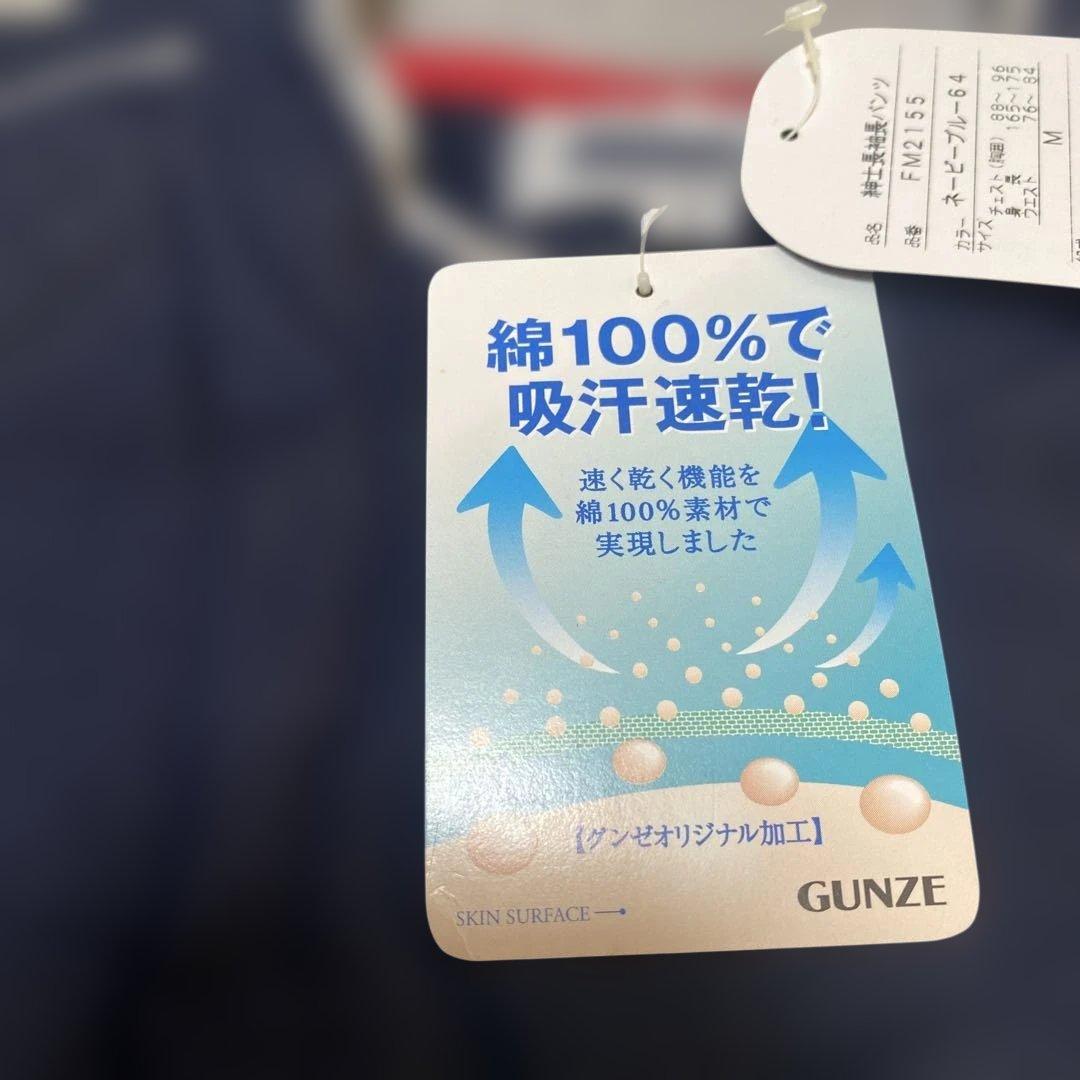 綿100%で
吸汗速乾!
速く乾く機能を
綿100%素材で
実現しました
【グンゼオリジナル加工】
GUNZE
SKIN SURFACE
品名 紳士長袖長パンツ
品番 FM2155
カラー ネービーブルー64
サイズ
チェスト(胸囲) 88~96
身長 165~175
ウエスト 76~84
M